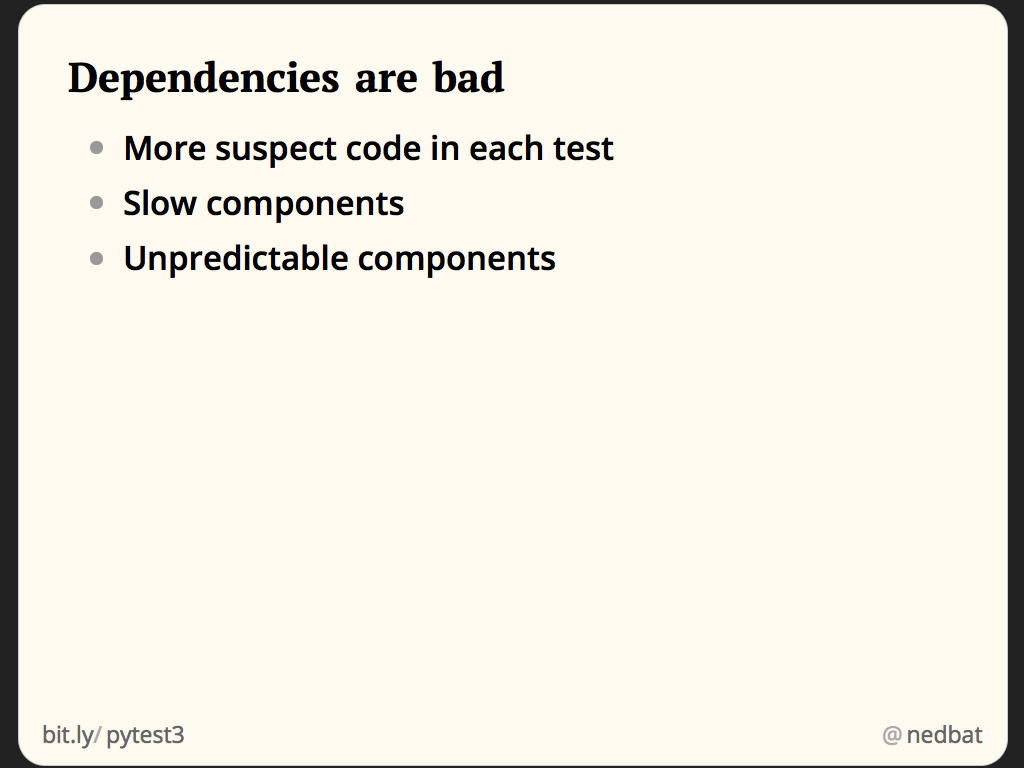 Dependencies are bad
More suspect code in each test
Slow components
Unpredictable components
bit.ly/pytest3
@nedbat